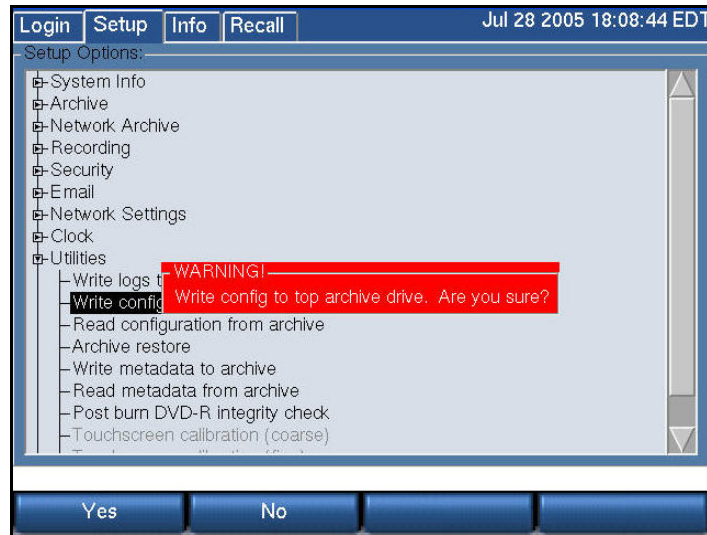 Login Setup Info Recall Jul 28 2005 18:08:44 EDT
Setup Options:
System Info
Archive
Network Archive
Recording
Security
Email
Network Settings
Clock
Utilities
Write logs t
WARNING!
Write config
Write config to top archive drive. Are you sure?
Read configuration from archive
Archive restore
Write metadata to archive
Read metadata from archive
Post burn DVD-R integrity check
Touchscreen calibration (coarse)
Yes No